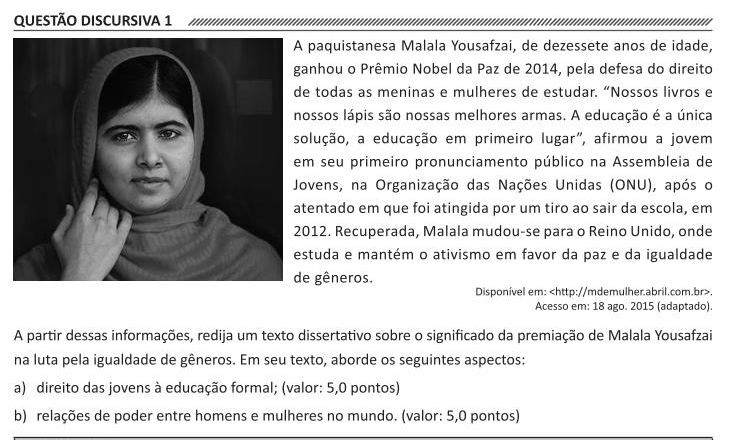 QUESTÃO DISCURSIVA 1
A paquistanesa Malala Yousafzai, de dezessete anos de idade,
ganhou o Prêmio Nobel da Paz de 2014, pela defesa do direito
de todas as meninas e mulheres de estudar. “Nossos livros e
nossos lápis são nossas melhores armas. A educação é a única
solução, a educação em primeiro lugar”, afirmou a jovem
em seu primeiro pronunciamento público na Assembleia de
Jovens, na Organização das Nações Unidas (ONU), após o
atentado em que foi atingida por um tiro ao sair da escola, em
2012. Recuperada, Malala mudou-se para o Reino Unido, onde
estuda e mantém o ativismo em favor da paz e da igualdade
de gêneros.
Disponível em: <http://mdemulher.abril.com.br>.
Acesso em: 18 ago. 2015 (adaptado).
A partir dessas informações, redija um texto dissertativo sobre o significado da premiação de Malala Yousafzai
na luta pela igualdade de gêneros. Em seu texto, aborde os seguintes aspectos:
a) direito das jovens à educação formal; (valor: 5,0 pontos)
b) relações de poder entre homens e mulheres no mundo. (valor: 5,0 pontos)